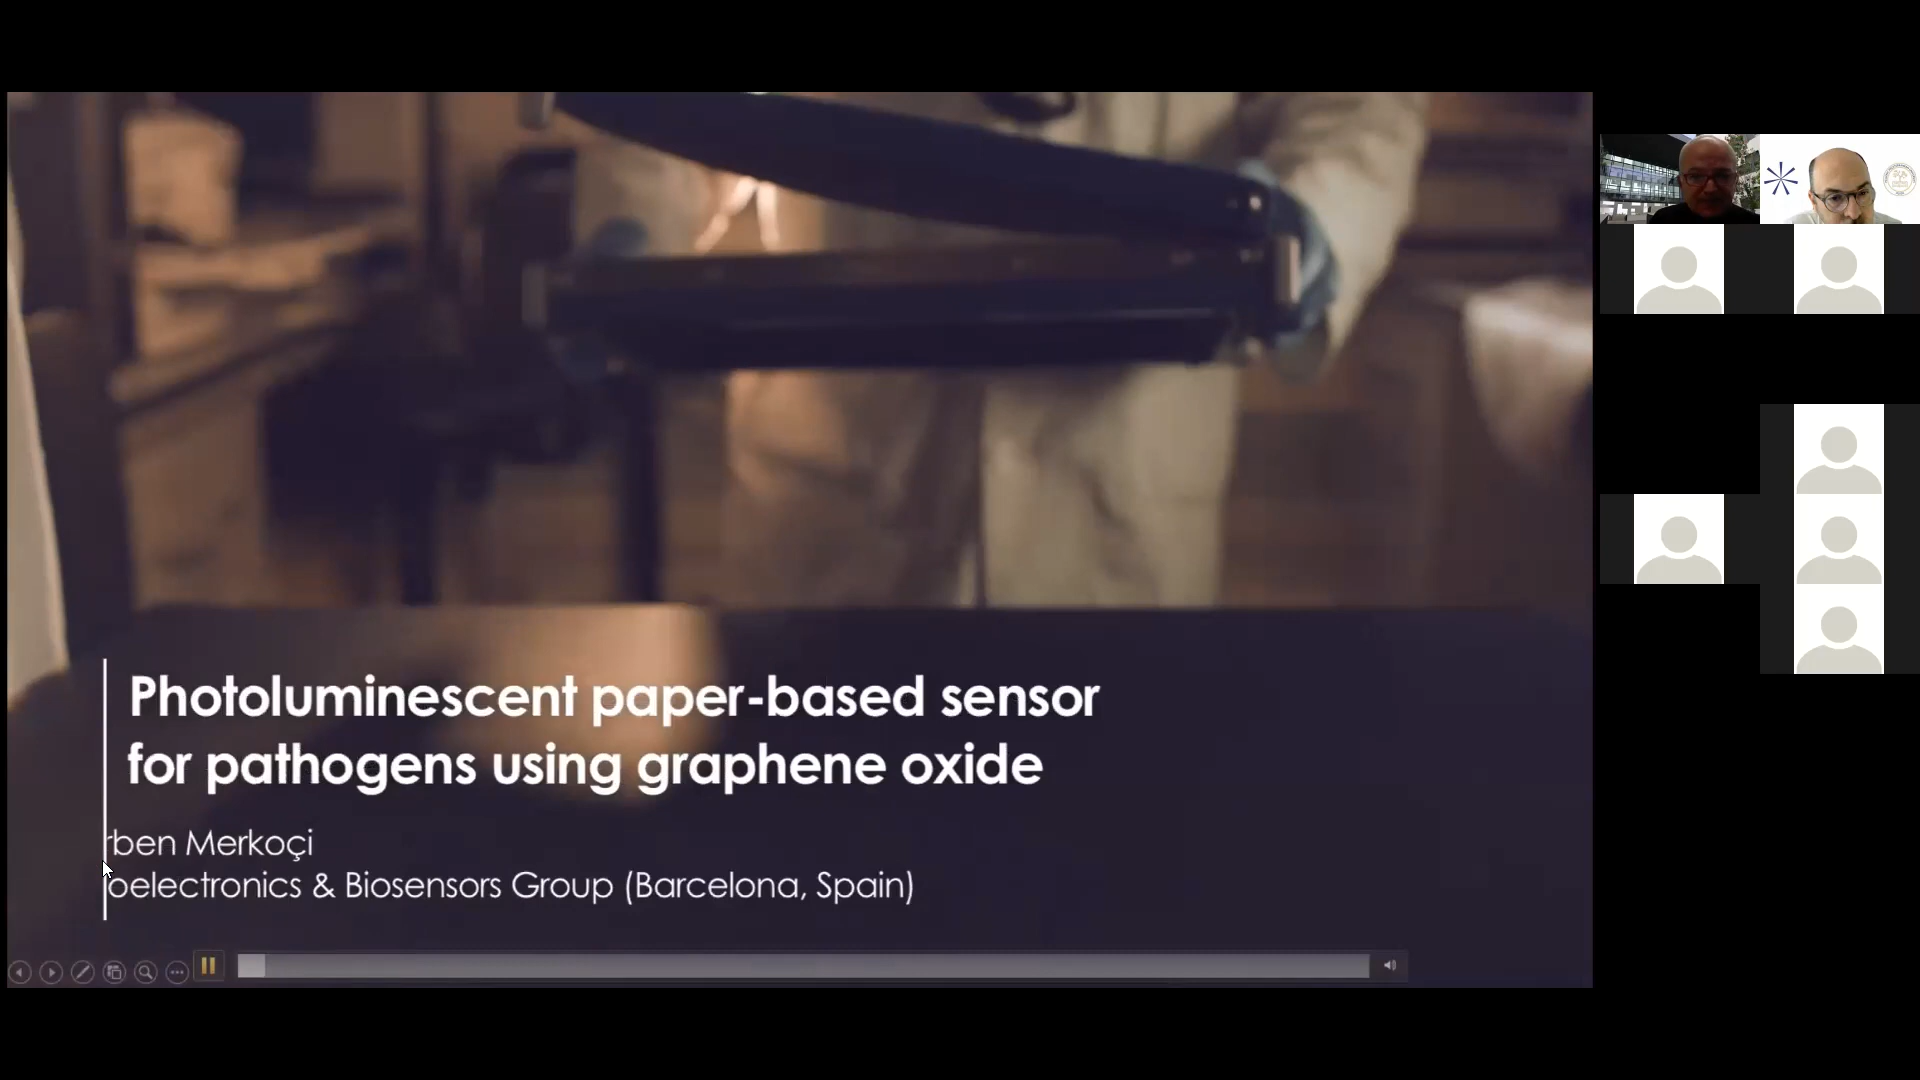 Photoluminescent paper-based sensor
for pathogens using graphene oxide
rben Merkoçi
oelectronics & Biosensors Group (Barcelona, Spain)